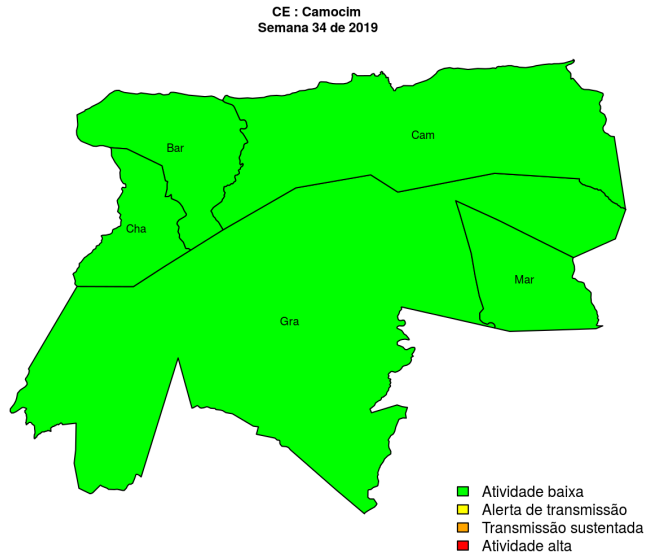 CE : Camocim
Semana 34 de 2019
Bar
Cam
Cha
Mar
Gra
Atividade baixa
Alerta de transmissão
Transmissão sustentada
Atividade alta